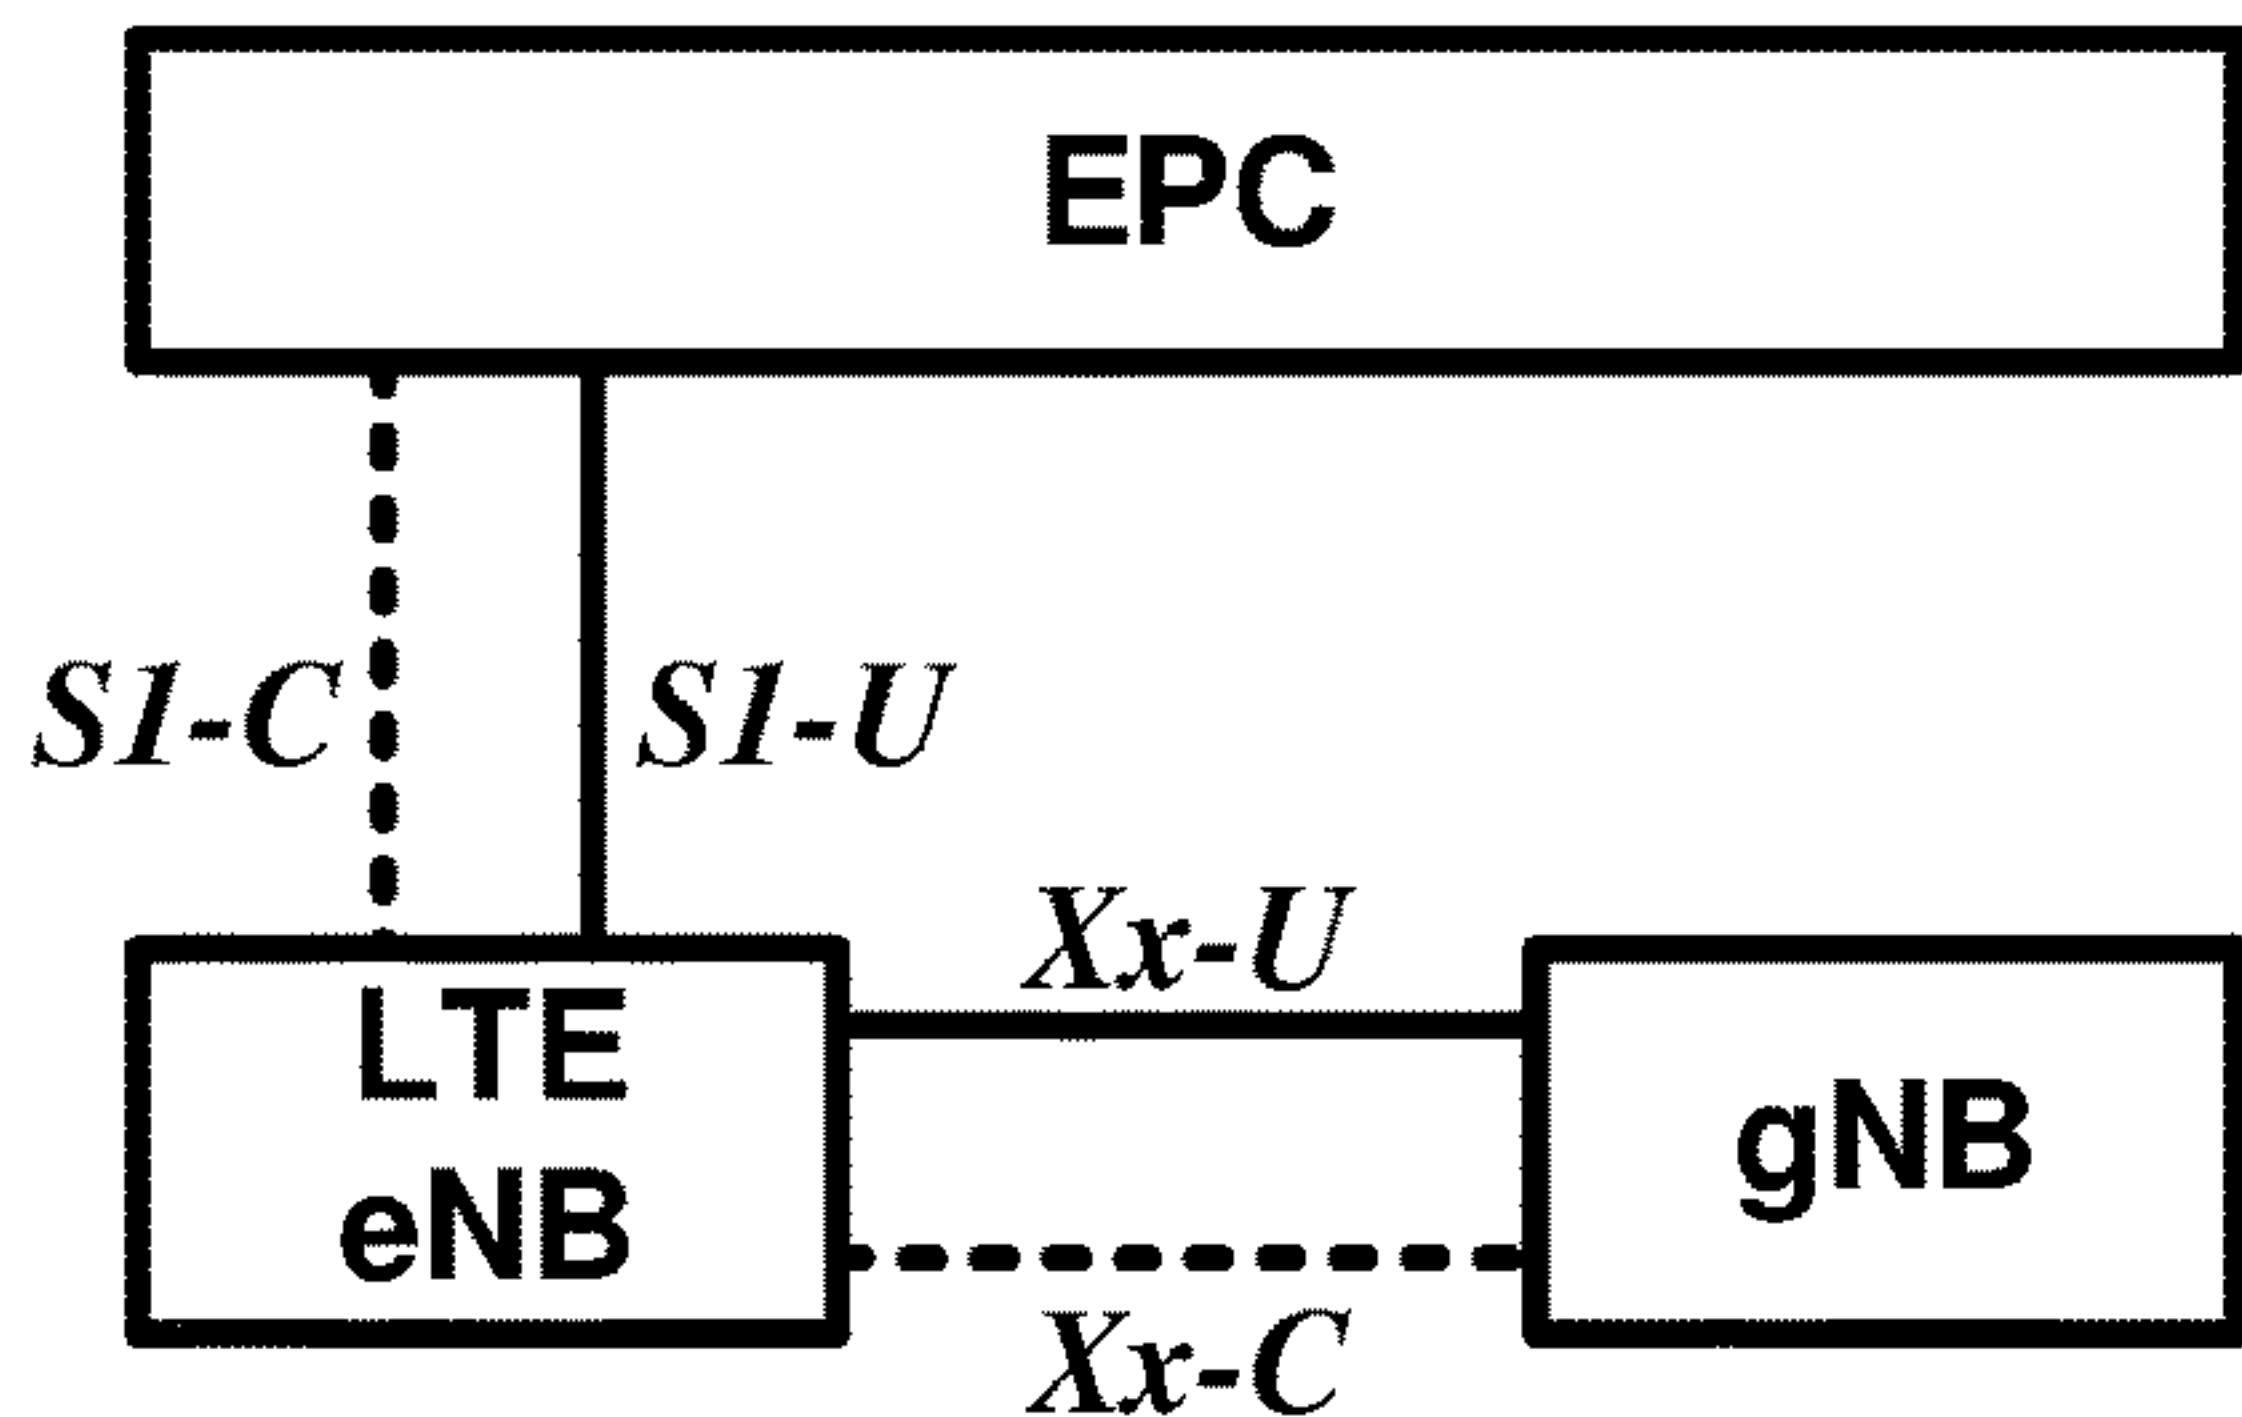 EPC
S1-C
S1-U
Xx-U
LTE
eNB
gNB
Xx-C